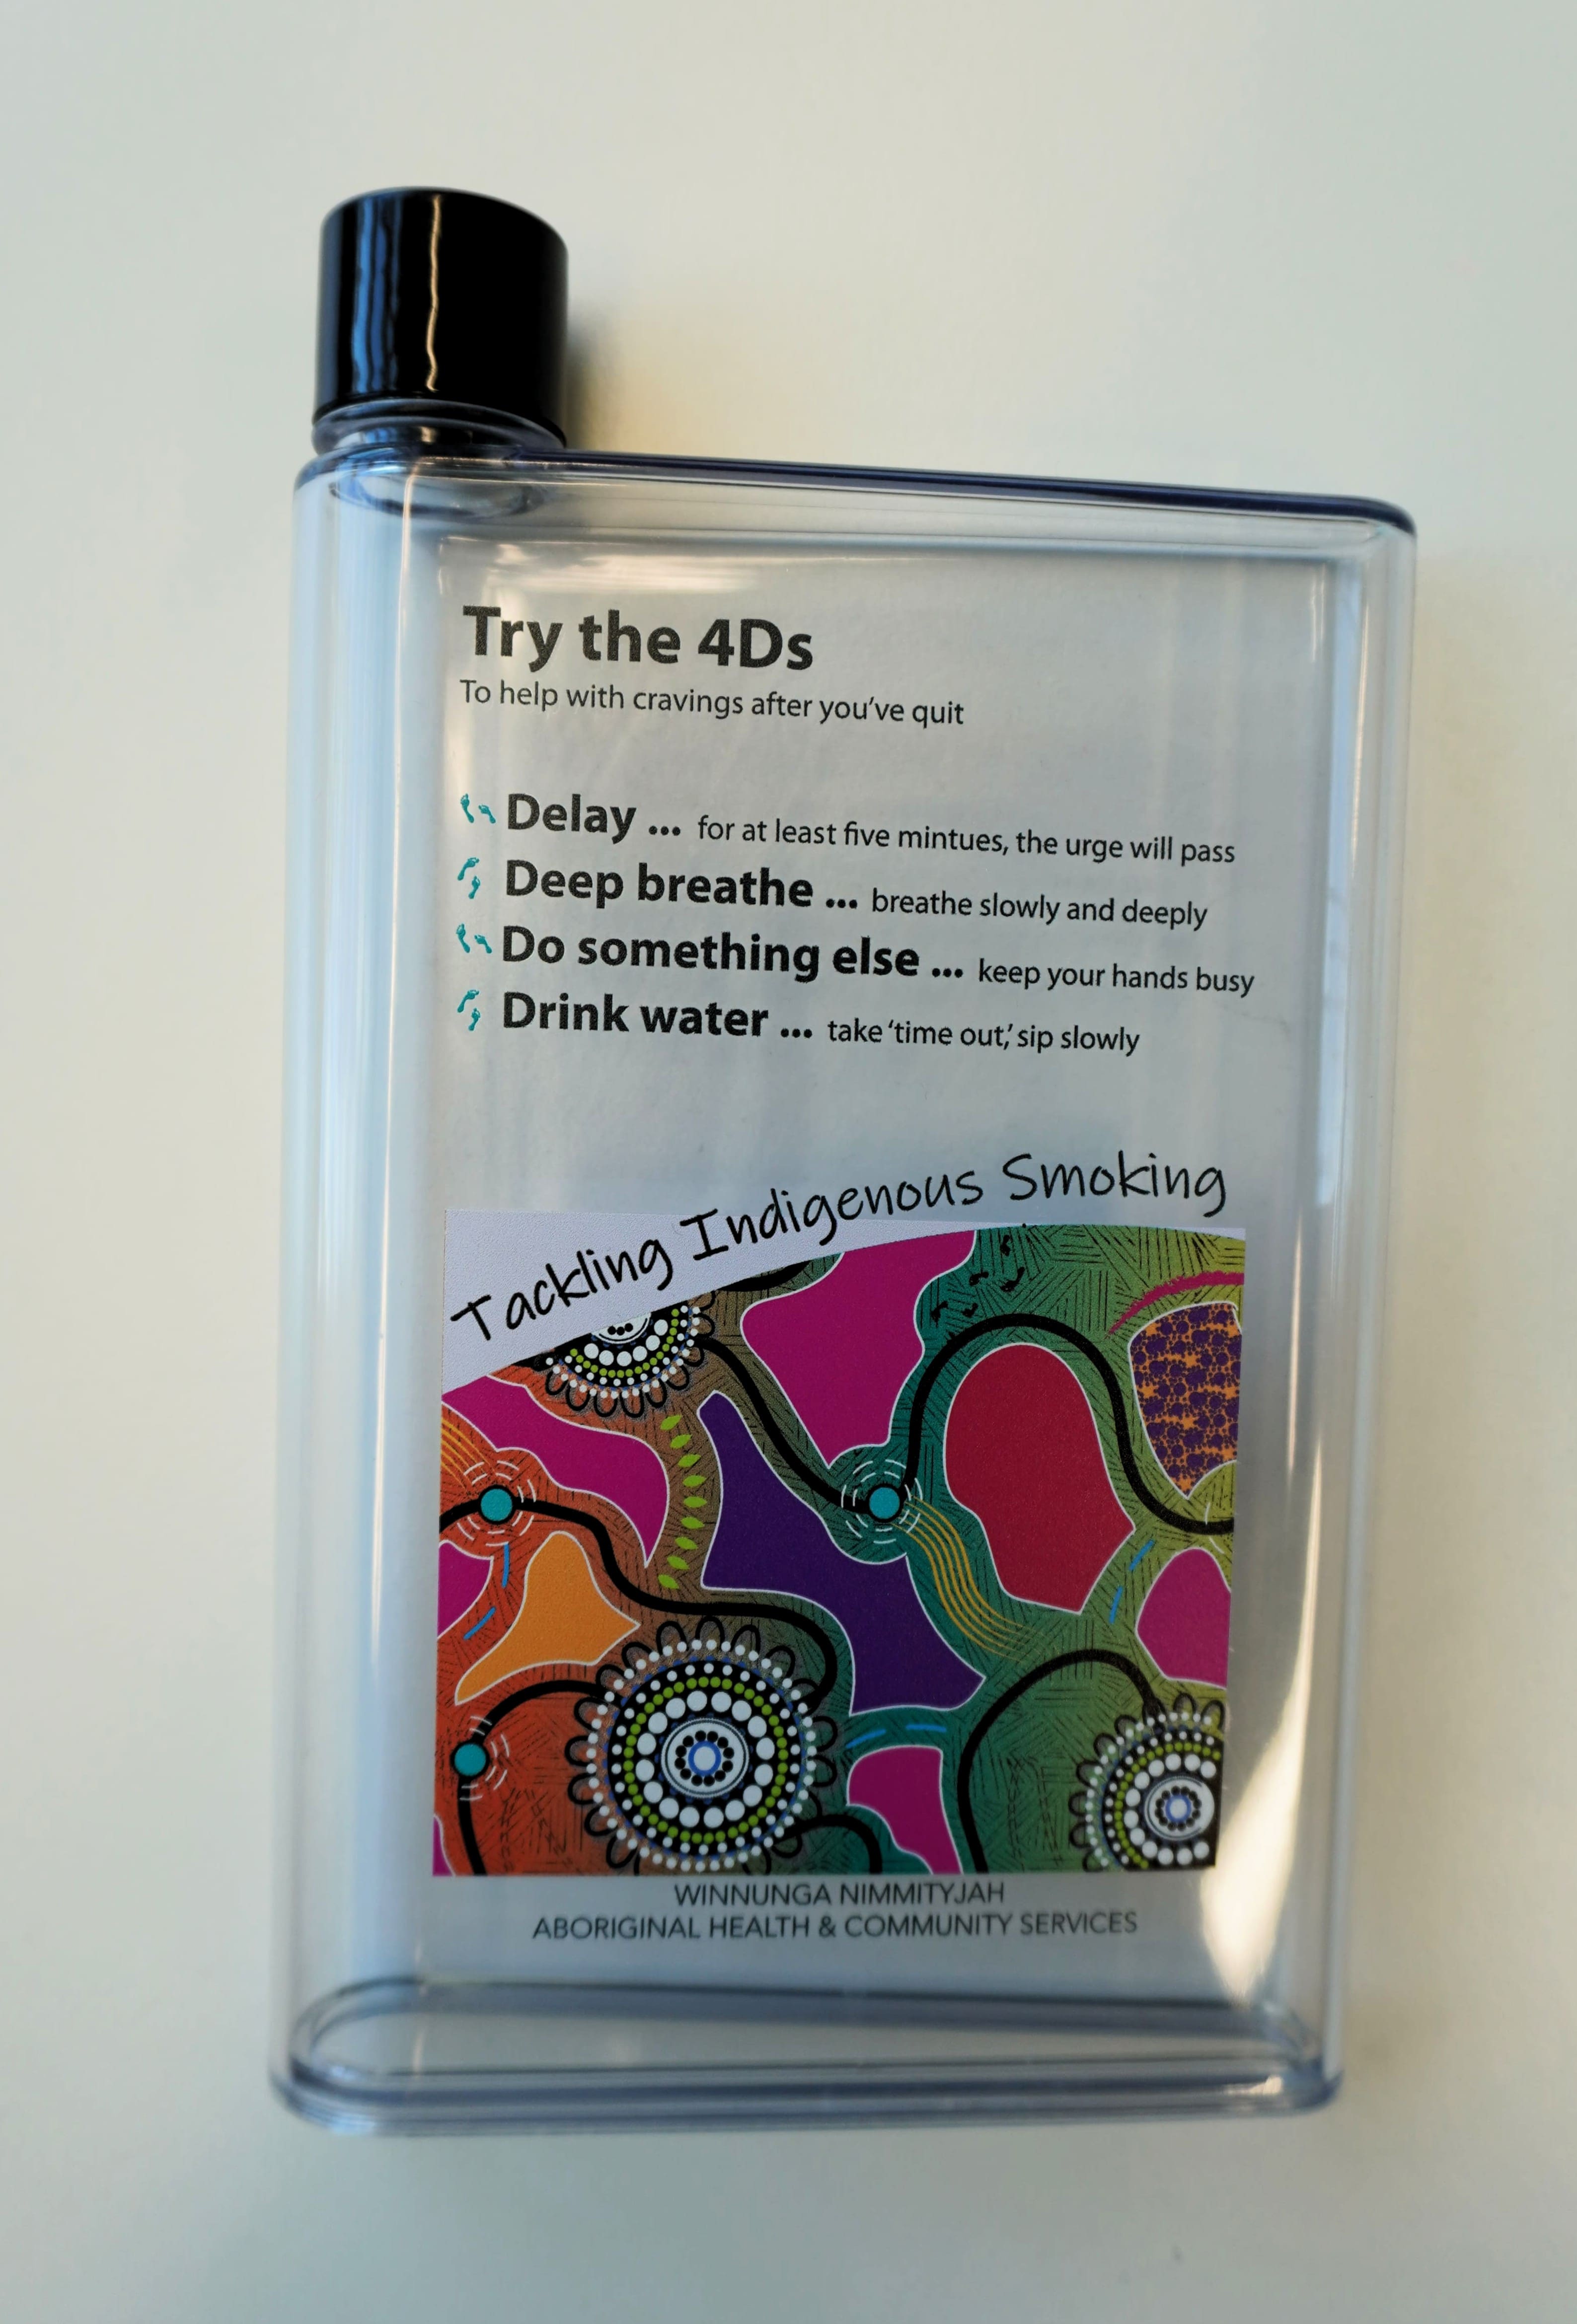 Try the 4Ds
To help with cravings after you've quit
Delay ... for at least five mintues, the urge will pass
Deep breathe ... breathe slowly and deeply
Do something else ... keep your hands busy
Drink water ... take 'time out,' sip slowly
Tackling Indigenous Smoking
WINNUNGA NIMMITYJAH
ABORIGINAL HEALTH & COMMUNITY SERVICES